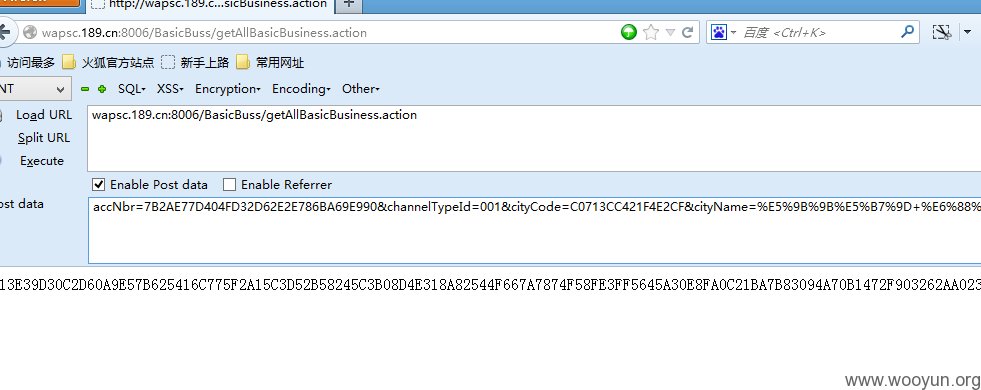 http://wapsc.189.c...sicBusiness.action
wapsc.189.cn:8006/BasicBuss/getAllBasicBusiness.action
百度 <Ctrl+K>
访问最多 火狐官方站点 新手上路 常用网址
NT SQL XSS Encryption Encoding Other
Load URL
wapsc.189.cn:8006/BasicBuss/getAllBasicBusiness.action
Split URL
Execute
Enable Post data Enable Referrer
ost data
accNbr=7B2AE77D404FD32D62E2E786BA69E990&channelTypeId=001&cityCode=C0713CC421F4E2CF&cityName=%E5%9B%9B%E5%B7%9D+%E6%88%
13E39D30C2D60A9E57B625416C775F2A15C3D52B58245C3B08D4E318A82544F667A7874F58FE3FF5645A30E8FA0C21BA7B83094A70B1472F903262AA023
www.wooyun.org